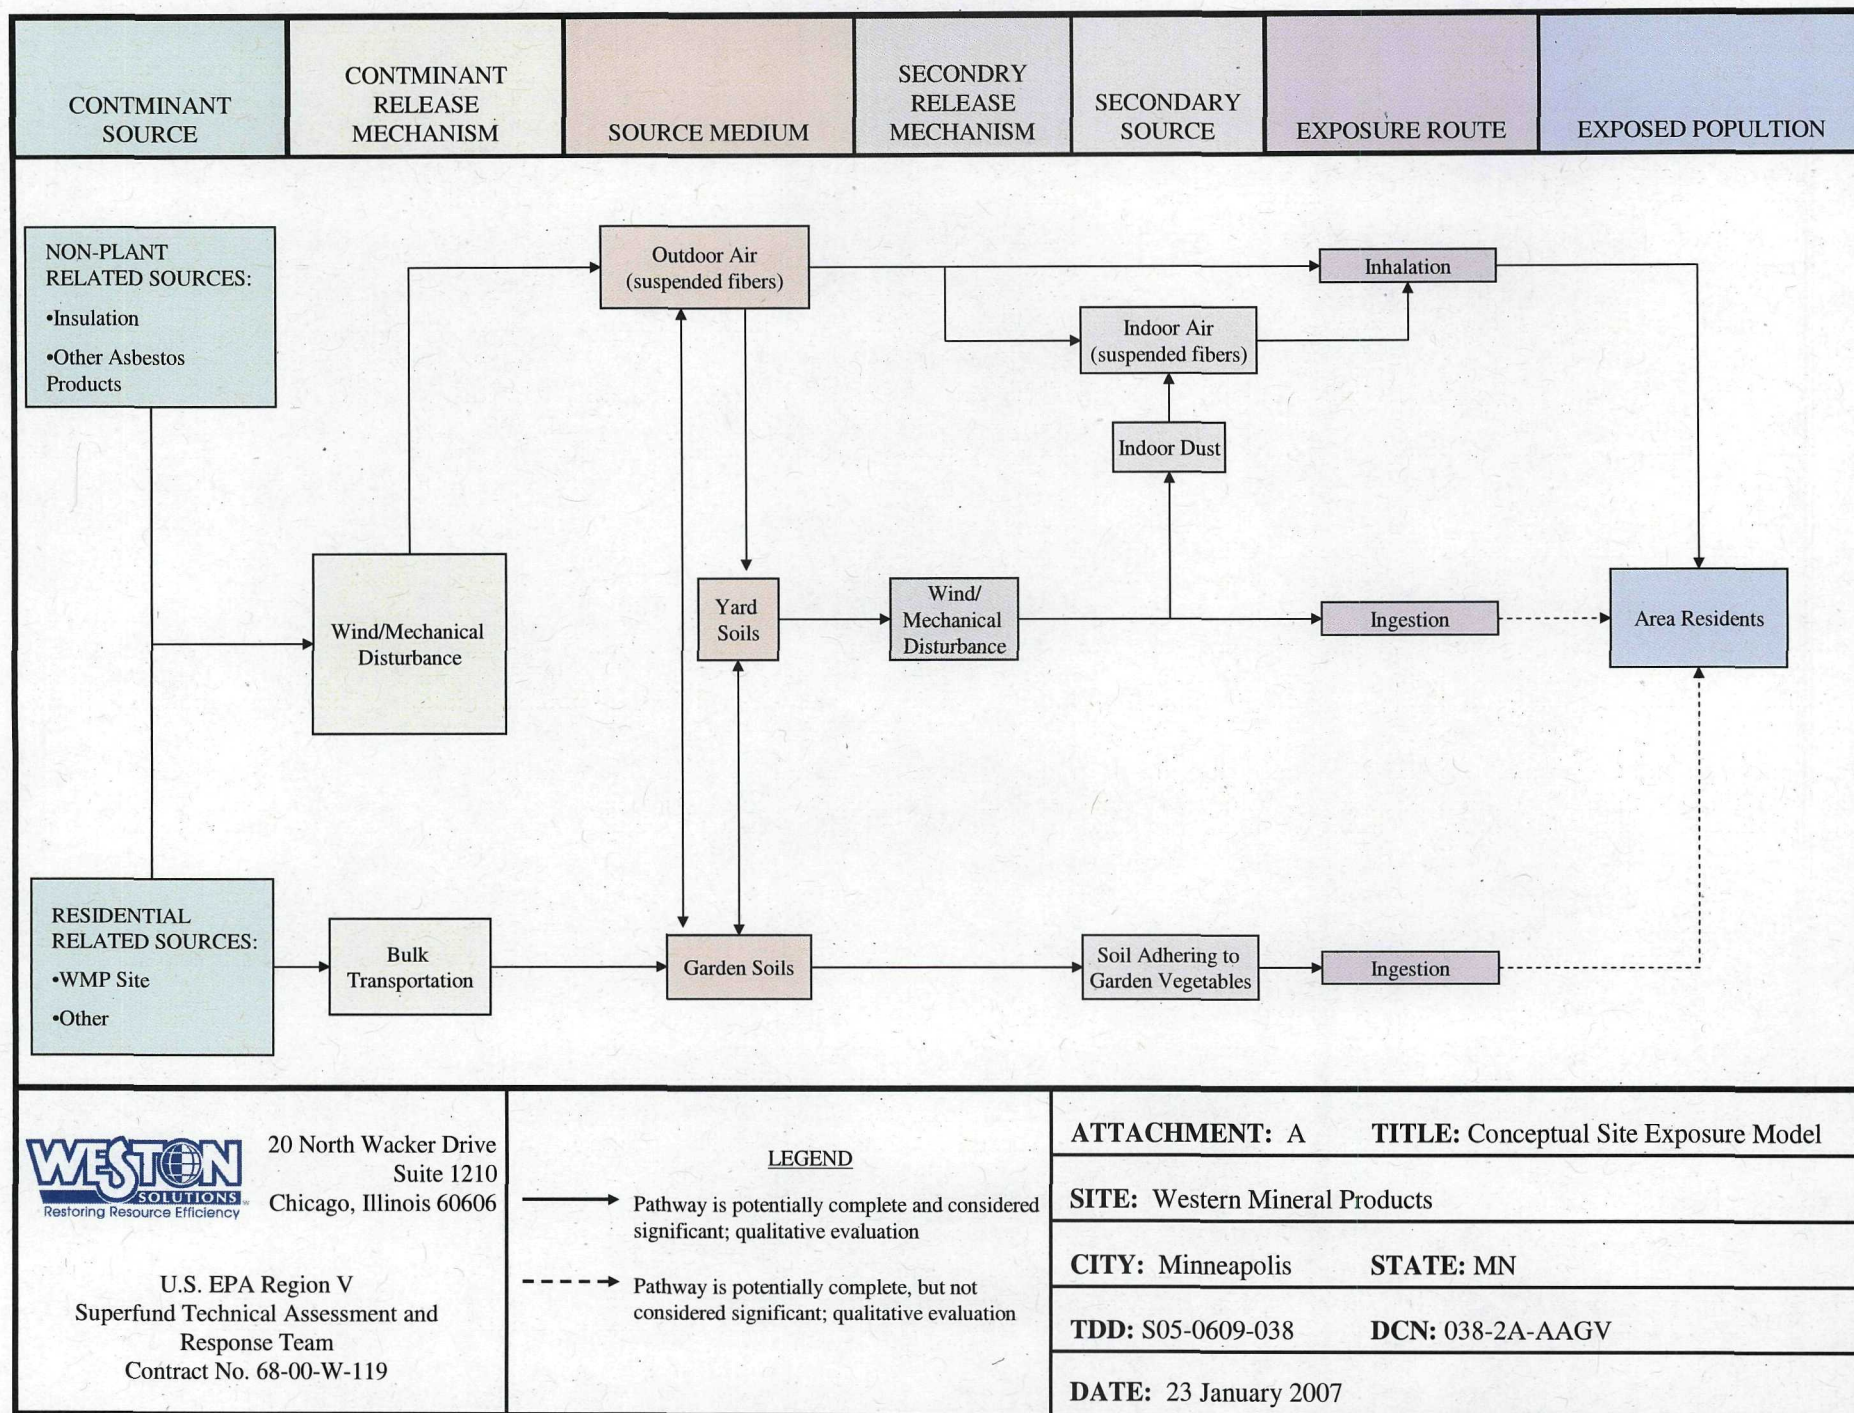 CONTMINANT
SOURCE
CONTMINANT
RELEASE
MECHANISM
SOURCE MEDIUM
SECONDRY
RELEASE
MECHANISM
SECONDARY
SOURCE
EXPOSURE ROUTE
EXPOSED POPULTION
NON-PLANT
RELATED SOURCES:
•Insulation
•Other Asbestos
Products
Outdoor Air
(suspended fibers)
Inhalation
Indoor Air
(suspended fibers)
Indoor Dust
Wind/Mechanical
Disturbance
Yard
Soils
Wind/
Mechanical
Disturbance
Ingestion
Area Residents
RESIDENTIAL
RELATED SOURCES:
•WMP Site
•Other
Bulk
Transportation
Garden Soils
Soil Adhering to
Garden Vegetables
Ingestion
WESTON
SOLUTIONS
Restoring Resource Efficiency
20 North Wacker Drive
Suite 1210
Chicago, Illinois 60606
U.S. EPA Region V
Superfund Technical Assessment and
Response Team
Contract No. 68-00-W-119
LEGEND
Pathway is potentially complete and considered
significant; qualitative evaluation
Pathway is potentially complete, but not
considered significant; qualitative evaluation
ATTACHMENT: A TITLE: Conceptual Site Exposure Model
SITE: Western Mineral Products
CITY: Minneapolis STATE: MN
TDD: S05-0609-038 DCN: 038-2A-AAGV
DATE: 23 January 2007